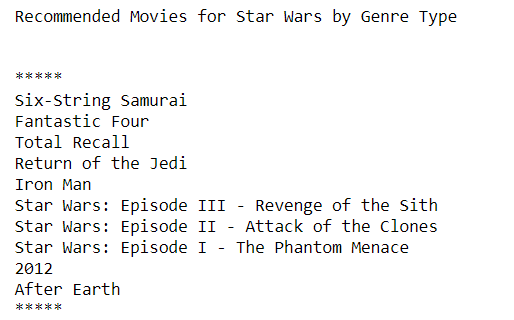 Recommended Movies for Star Wars by Genre Type
*****
Six-String Samurai
Fantastic Four
Total Recall
Return of the Jedi
Iron Man
Star Wars: Episode III - Revenge of the Sith
Star Wars: Episode II - Attack of the Clones
Star Wars: Episode I - The Phantom Menace
2012
After Earth
*****